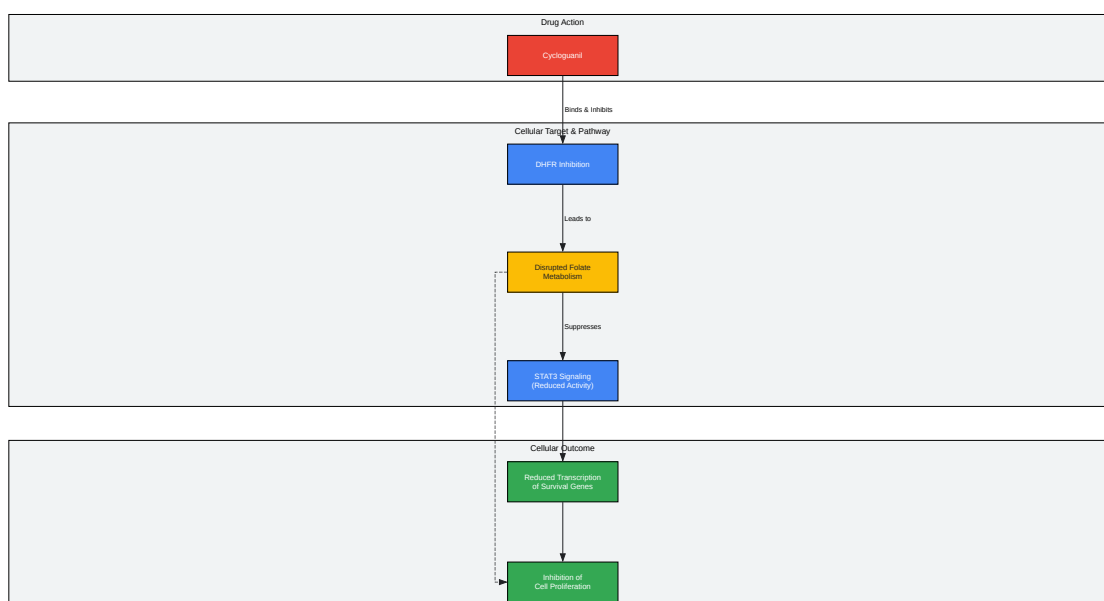 Drug Action
Cycloguanil
Binds & Inhibits
Cellular Target & Pathway
DHFR Inhibition
Leads to
Disrupted Folate
Metabolism
Suppresses
STAT3 Signaling
(Reduced Activity)
Cellular Outcome
Reduced Transcription
of Survival Genes
Inhibition of
Cell Proliferation